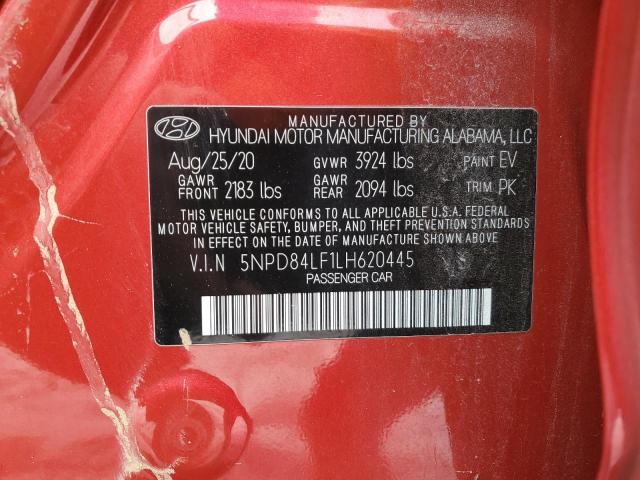 MANUFACTURED BY
HYUNDAI MOTOR MANUFACTURING ALABAMA, LLC
Aug/25/20 GVWR 3924 lbs PAINT EV
GAWR FRONT 2183 lbs GAWR REAR 2094 lbs TRIM PK
THIS VEHICLE CONFORMS TO ALL APPLICABLE U.S.A. FEDERAL
MOTOR VEHICLE SAFETY, BUMPER, AND THEFT PREVENTION STANDARDS
IN EFFECT ON THE DATE OF MANUFACTURE SHOWN ABOVE.
V.I.N 5NPD84LF1LH620445
PASSENGER CAR